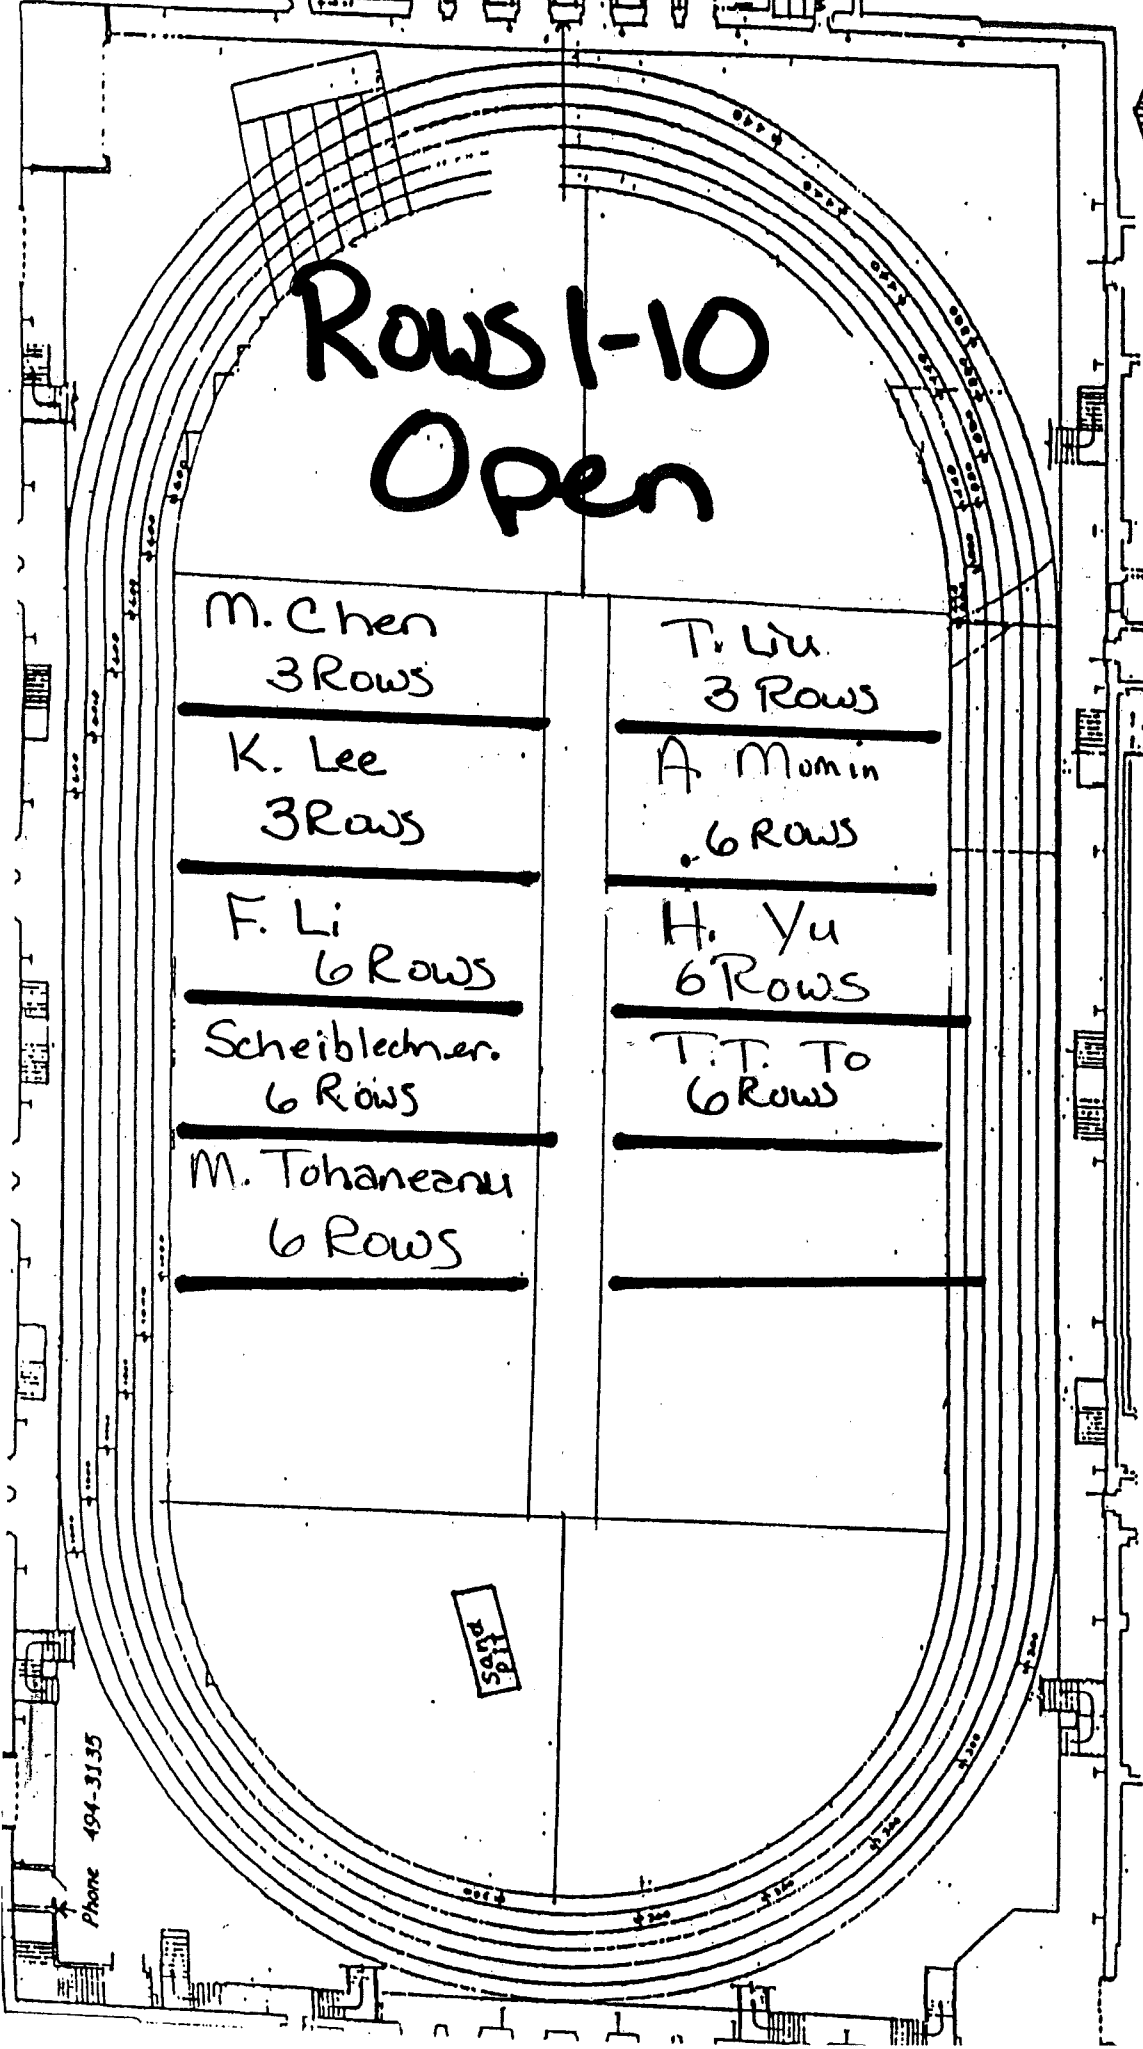 Rows 1-10
Open
M. Chen
3 Rows
K. Lee
3 Rows
F. Li
6 Rows
Scheiblechner.
6 Rows
M. Tohaneanu
6 Rows
T. Liu
3 Rows
A Momin
6 Rows
H. Yu
6 Rows
T.T. To
6 Rows
Sand
pit
Phone 494-3135